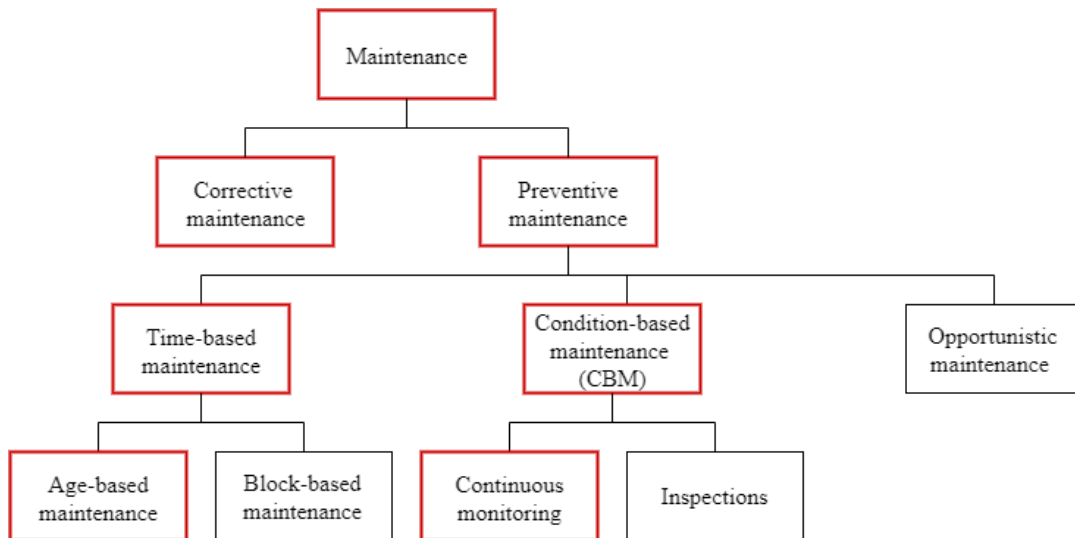 Maintenance
Corrective
maintenance
Preventive
maintenance
Time-based
maintenance
Condition-based
maintenance
(CBM)
Opportunistic
maintenance
Age-based
maintenance
Block-based
maintenance
Continuous
monitoring
Inspections